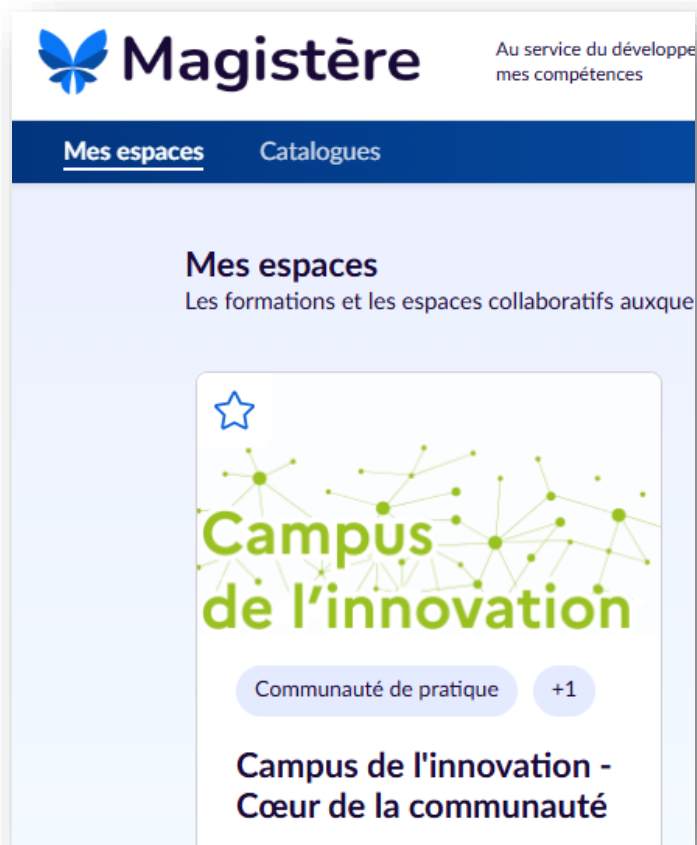 Magistère
Au service du développe
mes compétences
Mes espaces
Catalogues
Mes espaces
Les formations et les espaces collaboratifs auxque
Campus
de l'innovation
Communauté de pratique
+1
Campus de l'innovation -
Cœur de la communauté